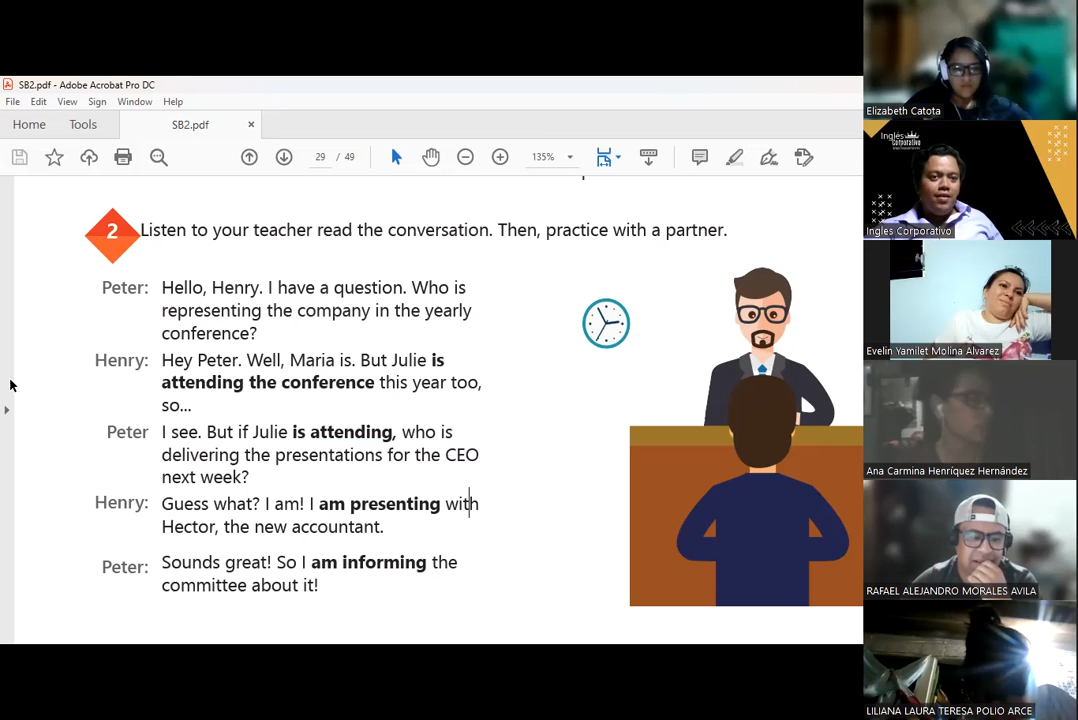 SB2.pdf - Adobe Acrobat Pro DC
File Edit View Sign Window Help
Home Tools SB2.pdf ×
29 / 49 135%
2 Listen to your teacher read the conversation. Then, practice with a partner.
Peter: Hello, Henry. I have a question. Who is
representing the company in the yearly
conference?
Henry: Hey Peter. Well, Maria is. But Julie is
attending the conference this year too,
so...
Peter I see. But if Julie is attending, who is
delivering the presentations for the CEO
next week?
Henry: Guess what? I am! I am presenting with
Hector, the new accountant.
Peter: Sounds great! So I am informing the
committee about it!
Elizabeth Catota
Inglés
Corporativo
Ingles Corporativo
Evelin Yamilet Molina Alvarez
Ana Carmina Henríquez Hernández
RAFAEL ALEJANDRO MORALES AVILA
LILIANA LAURA TERESA POLIO ARCE